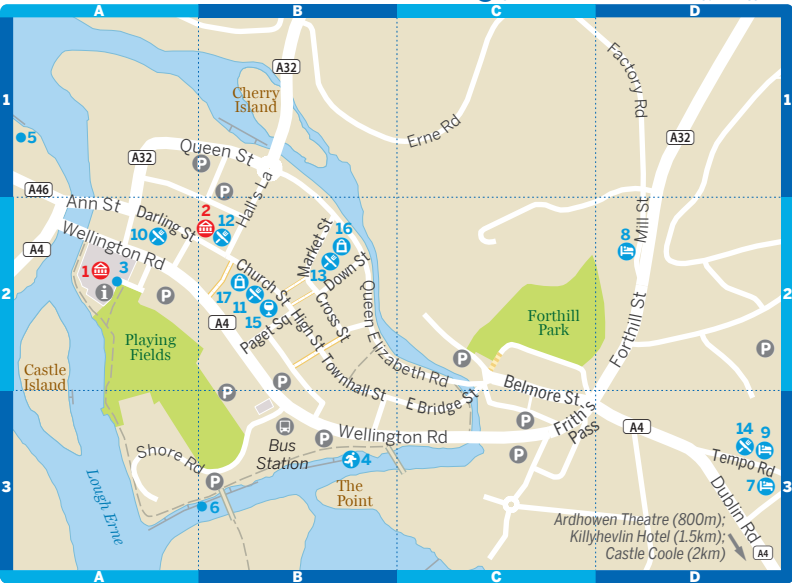 A
B
C
D
1
1
A32
Cherry
Island
Erne Rd
Factory Rd
A32
5
A32
Queen St
P
P
A46
Ann St
Hall's La
2
12
Darling St
10
A4
Wellington Rd
1
3
i
P
Market St
16
13
Down St
Mill St
8
2
2
Church St
17
11
15
A4
Paget Sq
High St
Cross St
Queen Elizabeth Rd
Townhall St
Forthill
Park
Forthill St
P
P
Playing
Fields
Castle
Island
P
P
Belmore St
E Bridge St
P
Frith's
Pass
A4
Wellington Rd
P
P
Bus
Station
4
14
9
Tempo Rd
7
Shore Rd
P
The
Point
6
Lough Erne
3
3
Dublin Rd
Ardhowen Theatre (800m);
Killyhevlin Hotel (1.5km);
Castle Coole (2km)
A4
A
B
C
D